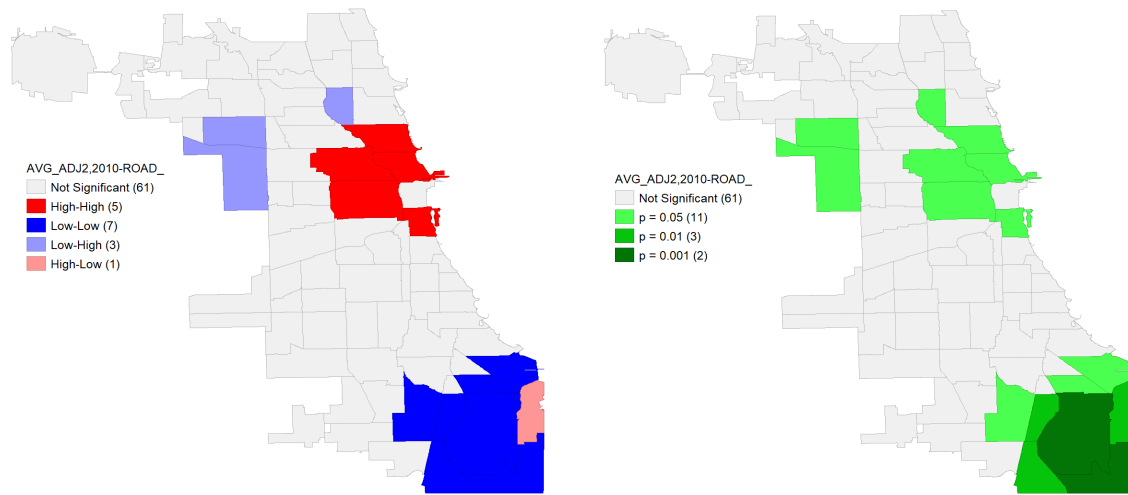 AVG_ADJ2,2010-ROAD_
Not Significant (61)
High-High (5)
Low-Low (7)
Low-High (3)
High-Low (1)
AVG_ADJ2,2010-ROAD_
Not Significant (61)
p = 0.05 (11)
p = 0.01 (3)
p = 0.001 (2)